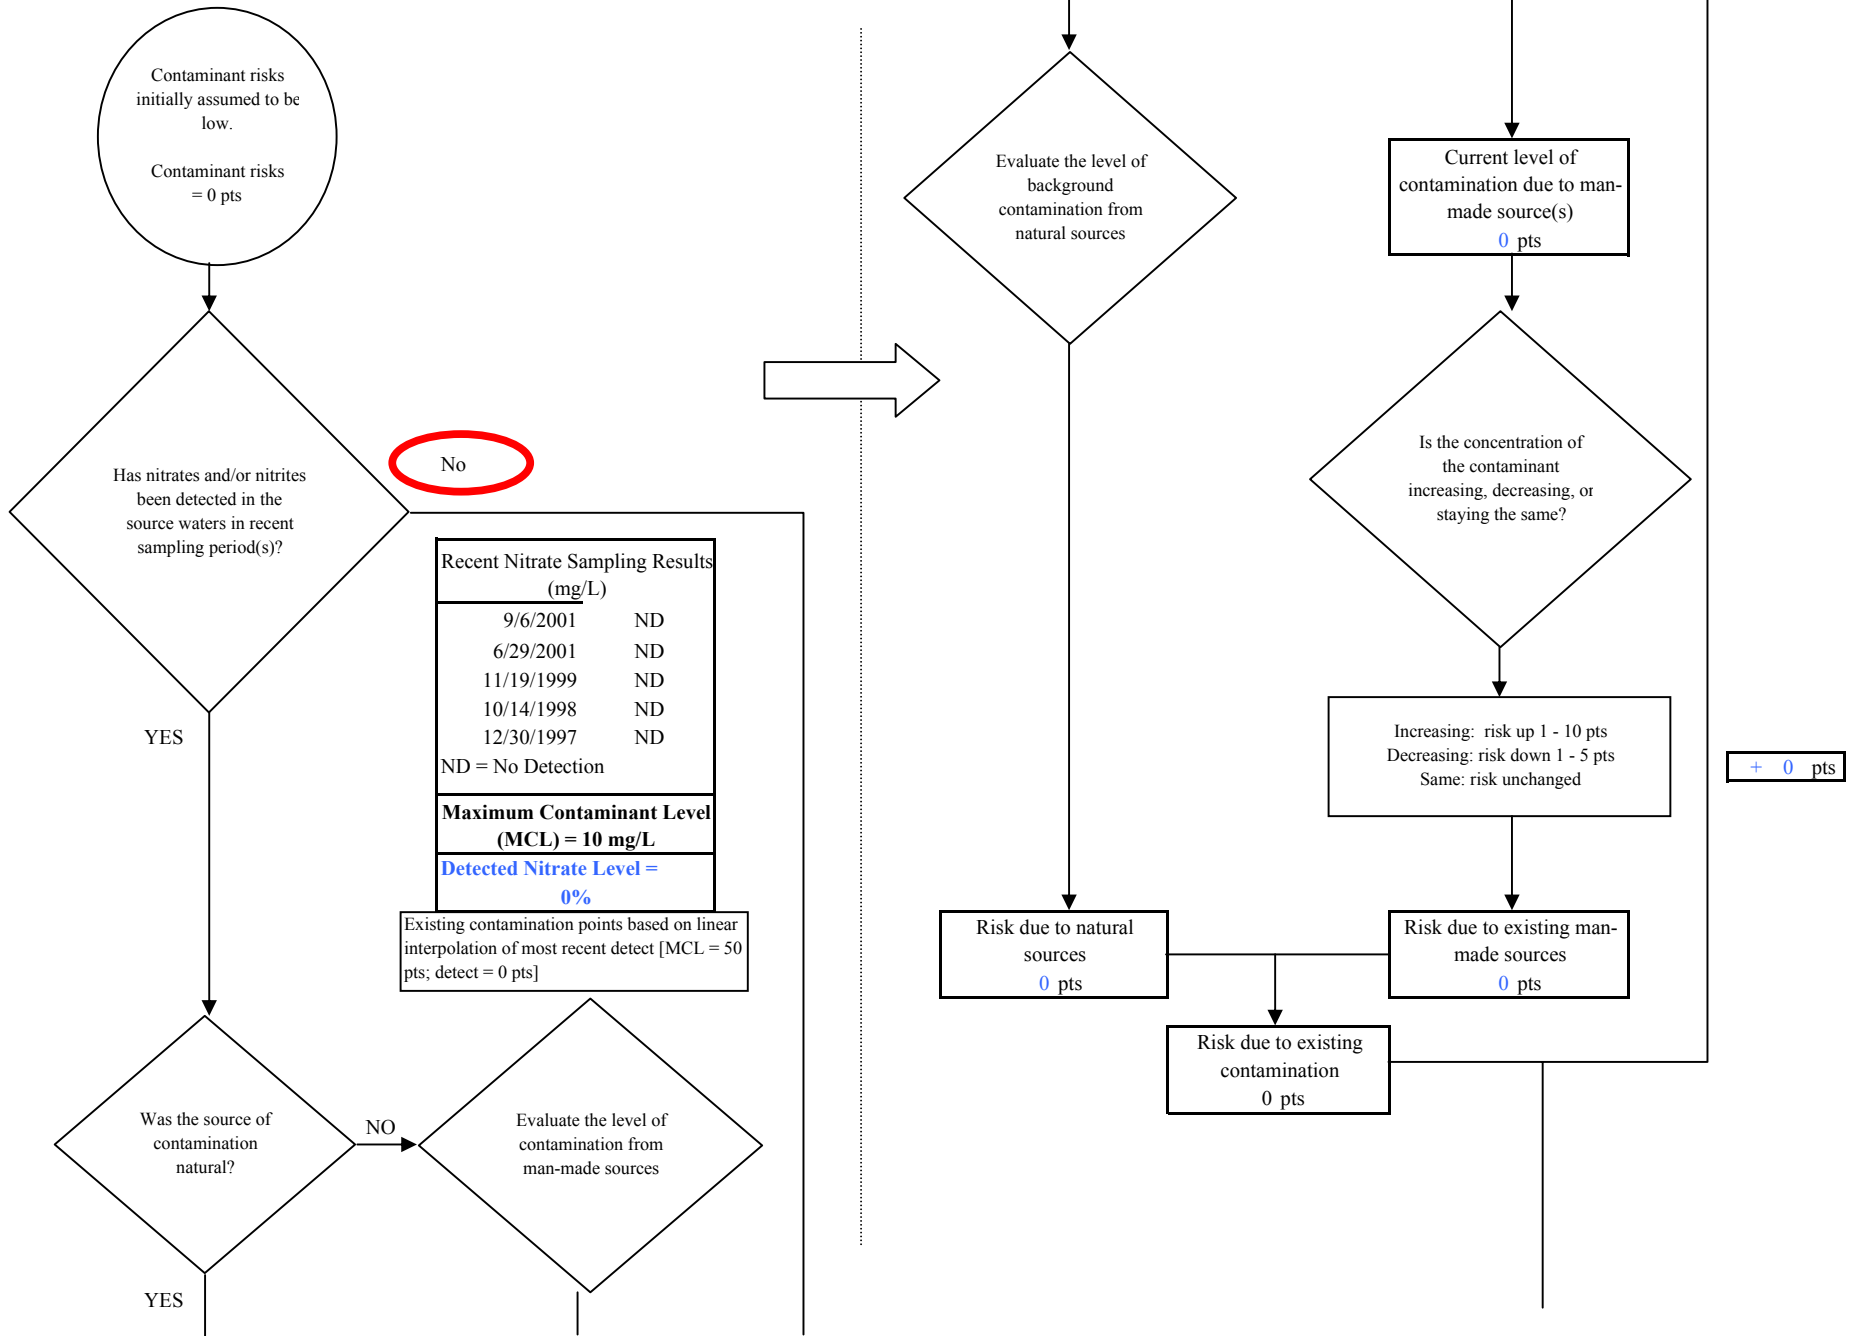 Contaminant risks
initially assumed to be
low.
Contaminant risks
= 0 pts
Has nitrates and/or nitrites
been detected in the
source waters in recent
sampling period(s)?
No
YES
Recent Nitrate Sampling Results
(mg/L)
9/6/2001 ND
6/29/2001 ND
11/19/1999 ND
10/14/1998 ND
12/30/1997 ND
ND = No Detection
Maximum Contaminant Level
(MCL) = 10 mg/L
Detected Nitrate Level =
0%
Existing contamination points based on linear
interpolation of most recent detect [MCL = 50
pts; detect = 0 pts]
Was the source of
contamination
natural?
NO
YES
Evaluate the level of
contamination from
man-made sources
Evaluate the level of
background
contamination from
natural sources
Current level of
contamination due to man-
made source(s)
0 pts
Is the concentration of
the contaminant
increasing, decreasing, or
staying the same?
Increasing: risk up 1 - 10 pts
Decreasing: risk down 1 - 5 pts
Same: risk unchanged
+ 0 pts
Risk due to natural
sources
0 pts
Risk due to existing man-
made sources
0 pts
Risk due to existing
contamination
0 pts